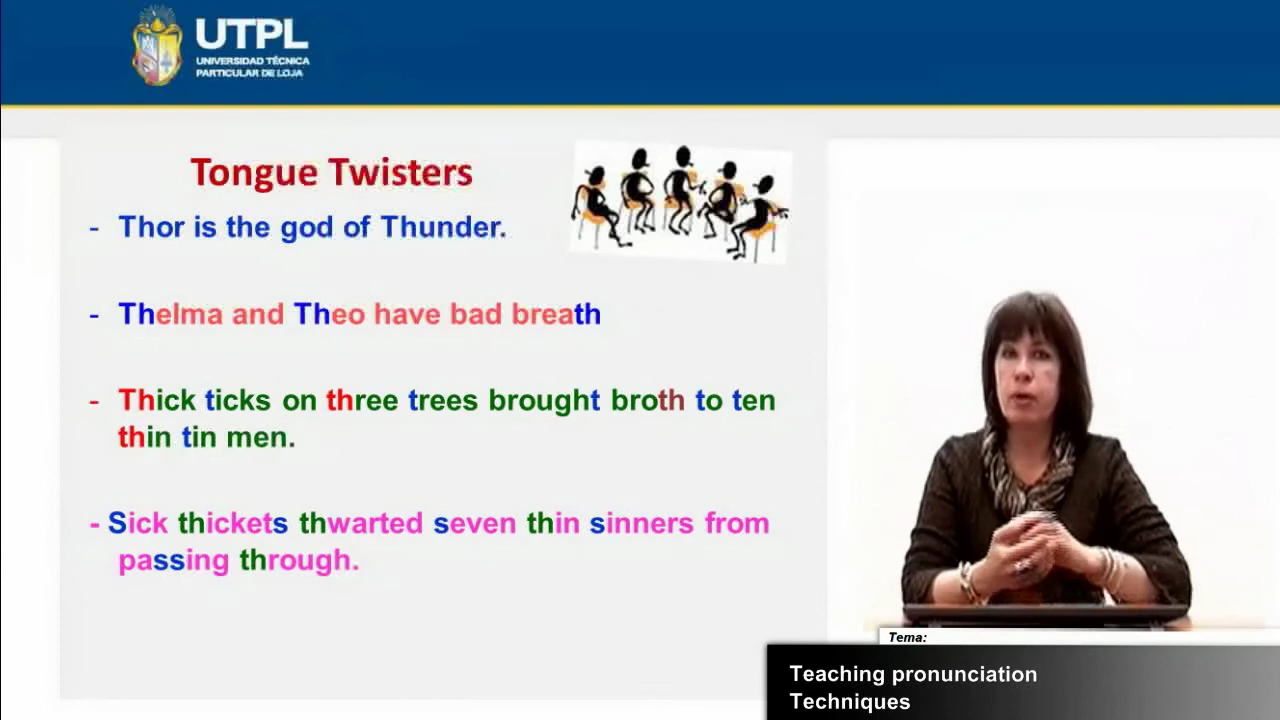 UTPL
UNIVERSIDAD TÉCNICA
PARTICULAR DE LOJA
Tongue Twisters
- Thor is the god of Thunder.
- Thelma and Theo have bad breath
- Thick ticks on three trees brought broth to ten
thin tin men.
- Sick thickets thwarted seven thin sinners from
passing through.
Tema:
Teaching pronunciation
Techniques